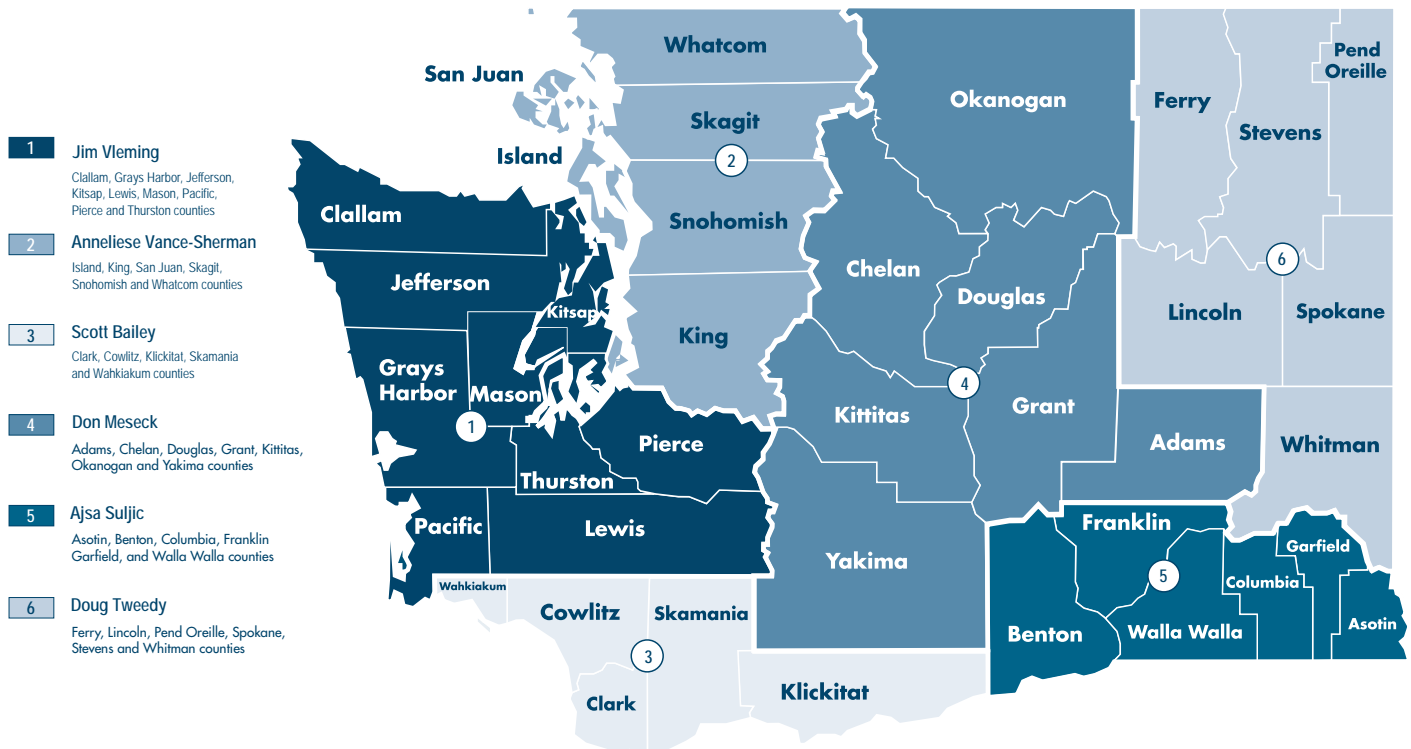 1
Jim Vleming
Clallam, Grays Harbor, Jefferson,
Kitsap, Lewis, Mason, Pacific,
Pierce and Thurston counties
2
Anneliese Vance-Sherman
Island, King, San Juan, Skagit,
Snohomish and Whatcom counties
3
Scott Bailey
Clark, Cowlitz, Klickitat, Skamania
and Wahkiakum counties
4
Don Meseck
Adams, Chelan, Douglas, Grant, Kittitas,
Okanogan and Yakima counties
5
Ajsa Suljic
Asotin, Benton, Columbia, Franklin
Garfield, and Walla Walla counties
6
Doug Tweedy
Ferry, Lincoln, Pend Oreille, Spokane,
Stevens and Whitman counties
Whatcom
San Juan
Skagit
Island
2
Snohomish
King
Clallam
Jefferson
Kitsap
Grays
Harbor
Mason
1
Pierce
Thurston
Pacific
Lewis
Wahkiakum
Cowlitz
Skamania
3
Clark
Klickitat
Okanogan
Chelan
Douglas
4
Kittitas
Grant
Adams
Yakima
Ferry
Stevens
Pend
Oreille
6
Lincoln
Spokane
Whitman
Franklin
5
Benton
Walla Walla
Columbia
Garfield
Asotin